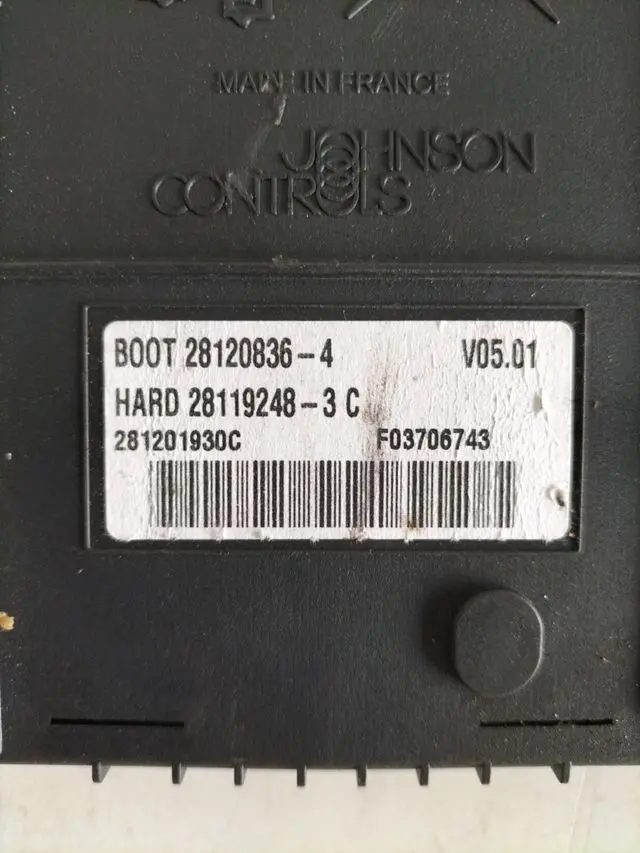 MADE IN FRANCE
JOHNSON
CONTROLS
BOOT 28120836-4 V05.01
HARD 28119248-3 C
281201930C F03706743